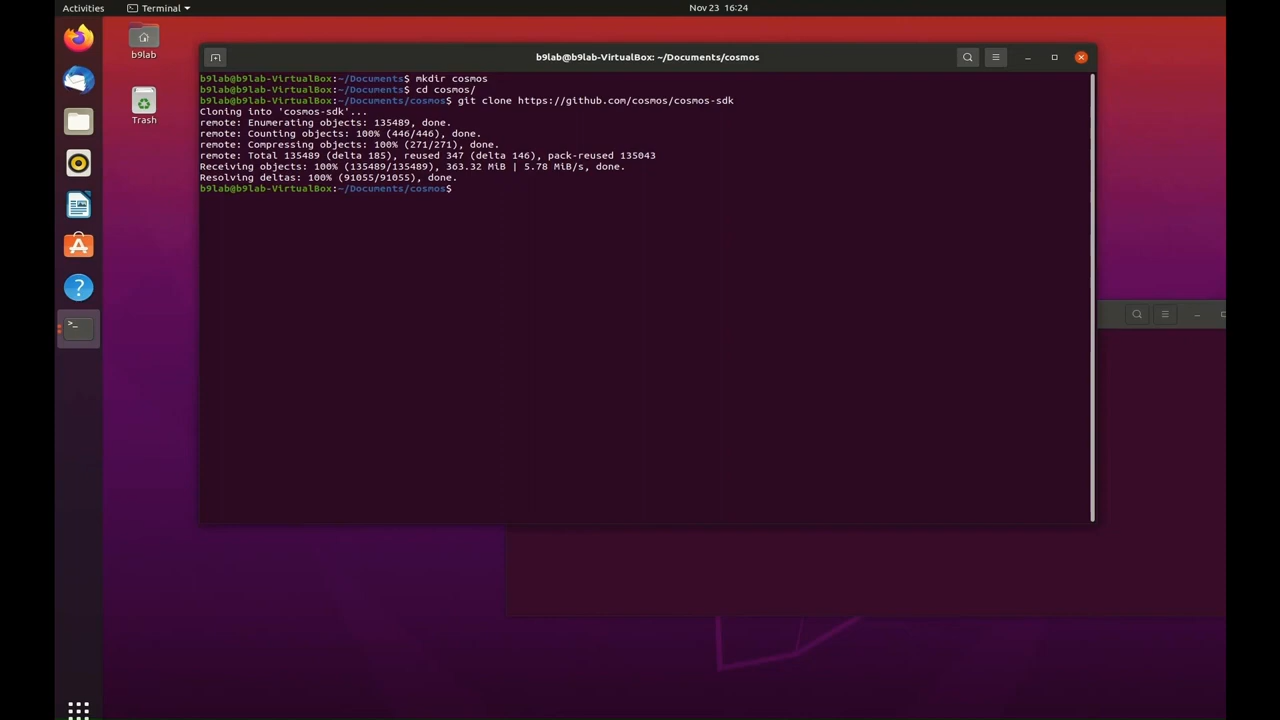 Activities
Terminal
Nov 23 16:24
b9lab
Trash
b9lab@b9lab-VirtualBox: ~/Documents/cosmos
b9lab@b9lab-VirtualBox:~/Documents$ mkdir cosmos
b9lab@b9lab-VirtualBox:~/Documents$ cd cosmos/
b9lab@b9lab-VirtualBox:~/Documents/cosmos$ git clone https://github.com/cosmos/cosmos-sdk
Cloning into 'cosmos-sdk'...
remote: Enumerating objects: 135489, done.
remote: Counting objects: 100% (446/446), done.
remote: Compressing objects: 100% (271/271), done.
remote: Total 135489 (delta 185), reused 347 (delta 146), pack-reused 135043
Receiving objects: 100% (135489/135489), 363.32 MiB | 5.78 MiB/s, done.
Resolving deltas: 100% (91055/91055), done.
b9lab@b9lab-VirtualBox:~/Documents/cosmos$